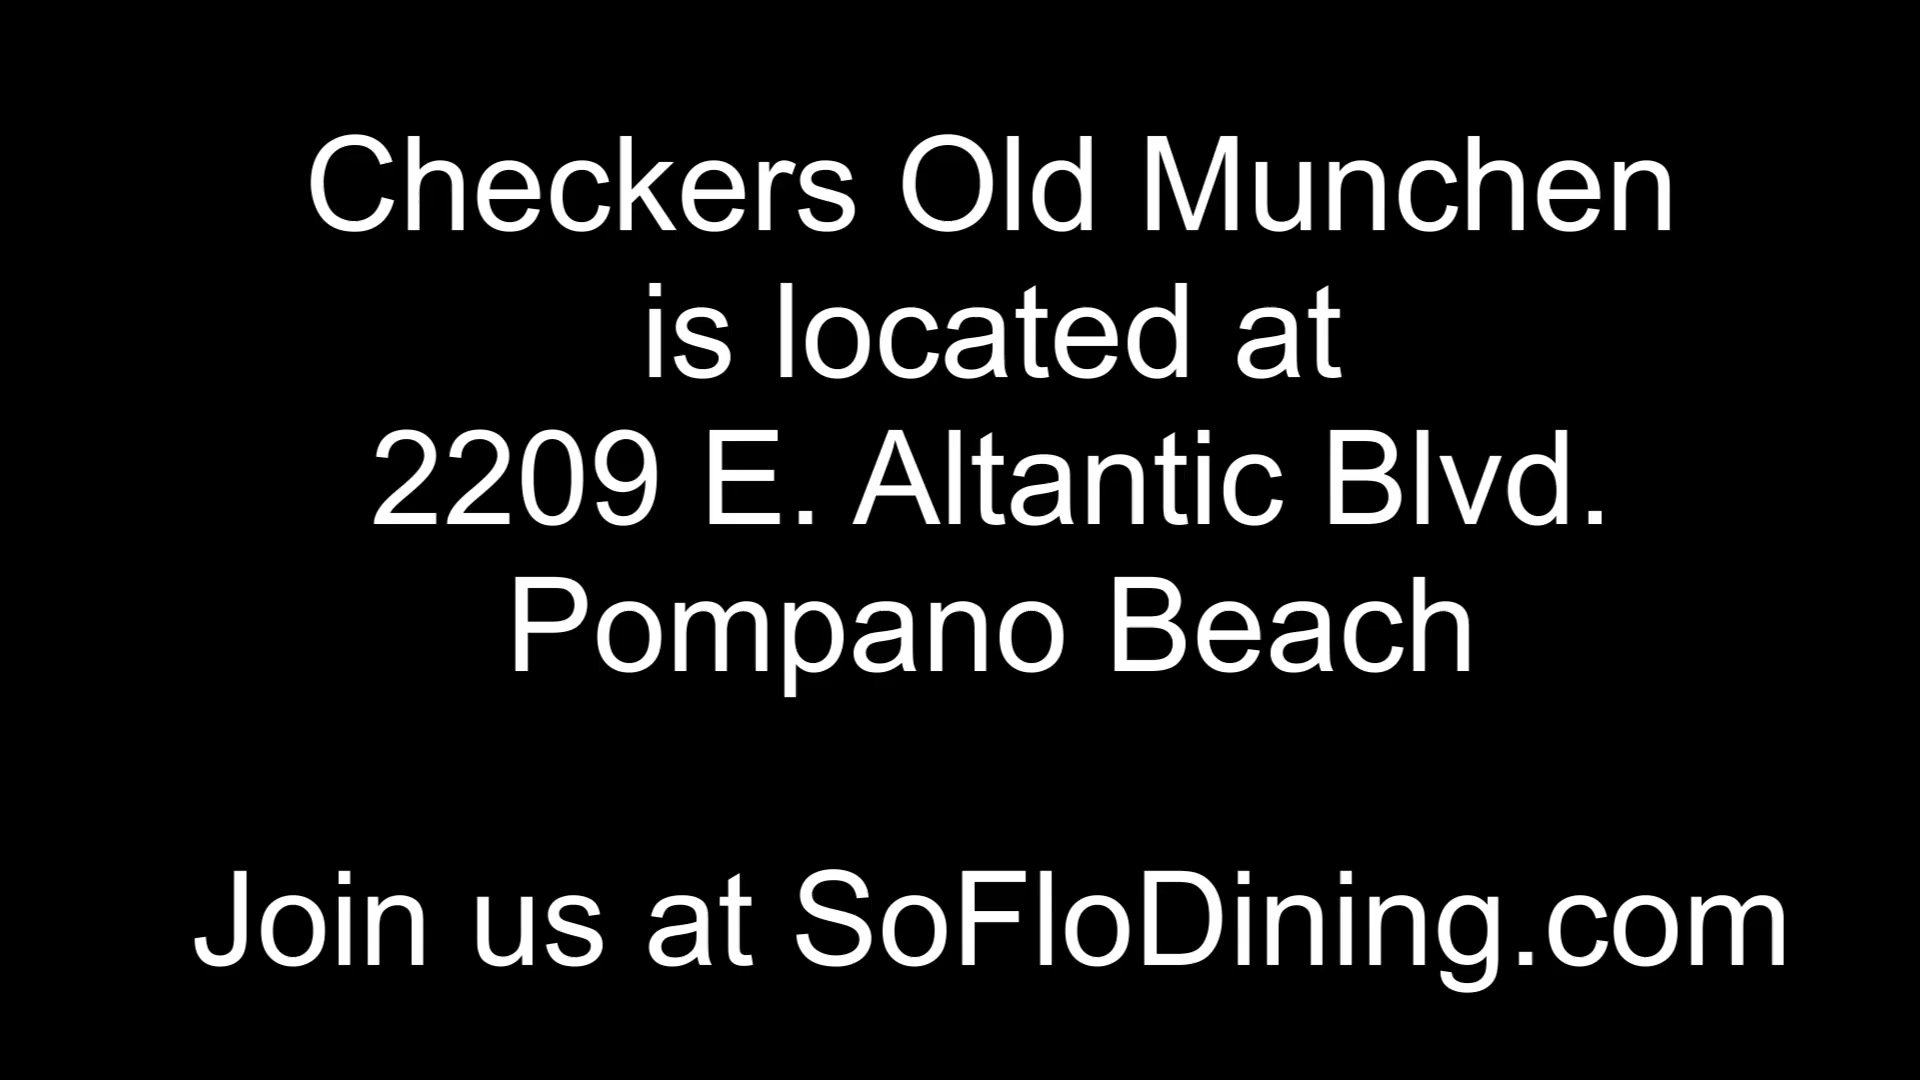 Checkers Old Munchen
is located at
2209 E. Altantic Blvd.
Pompano Beach
Join us at SoFloDining.com